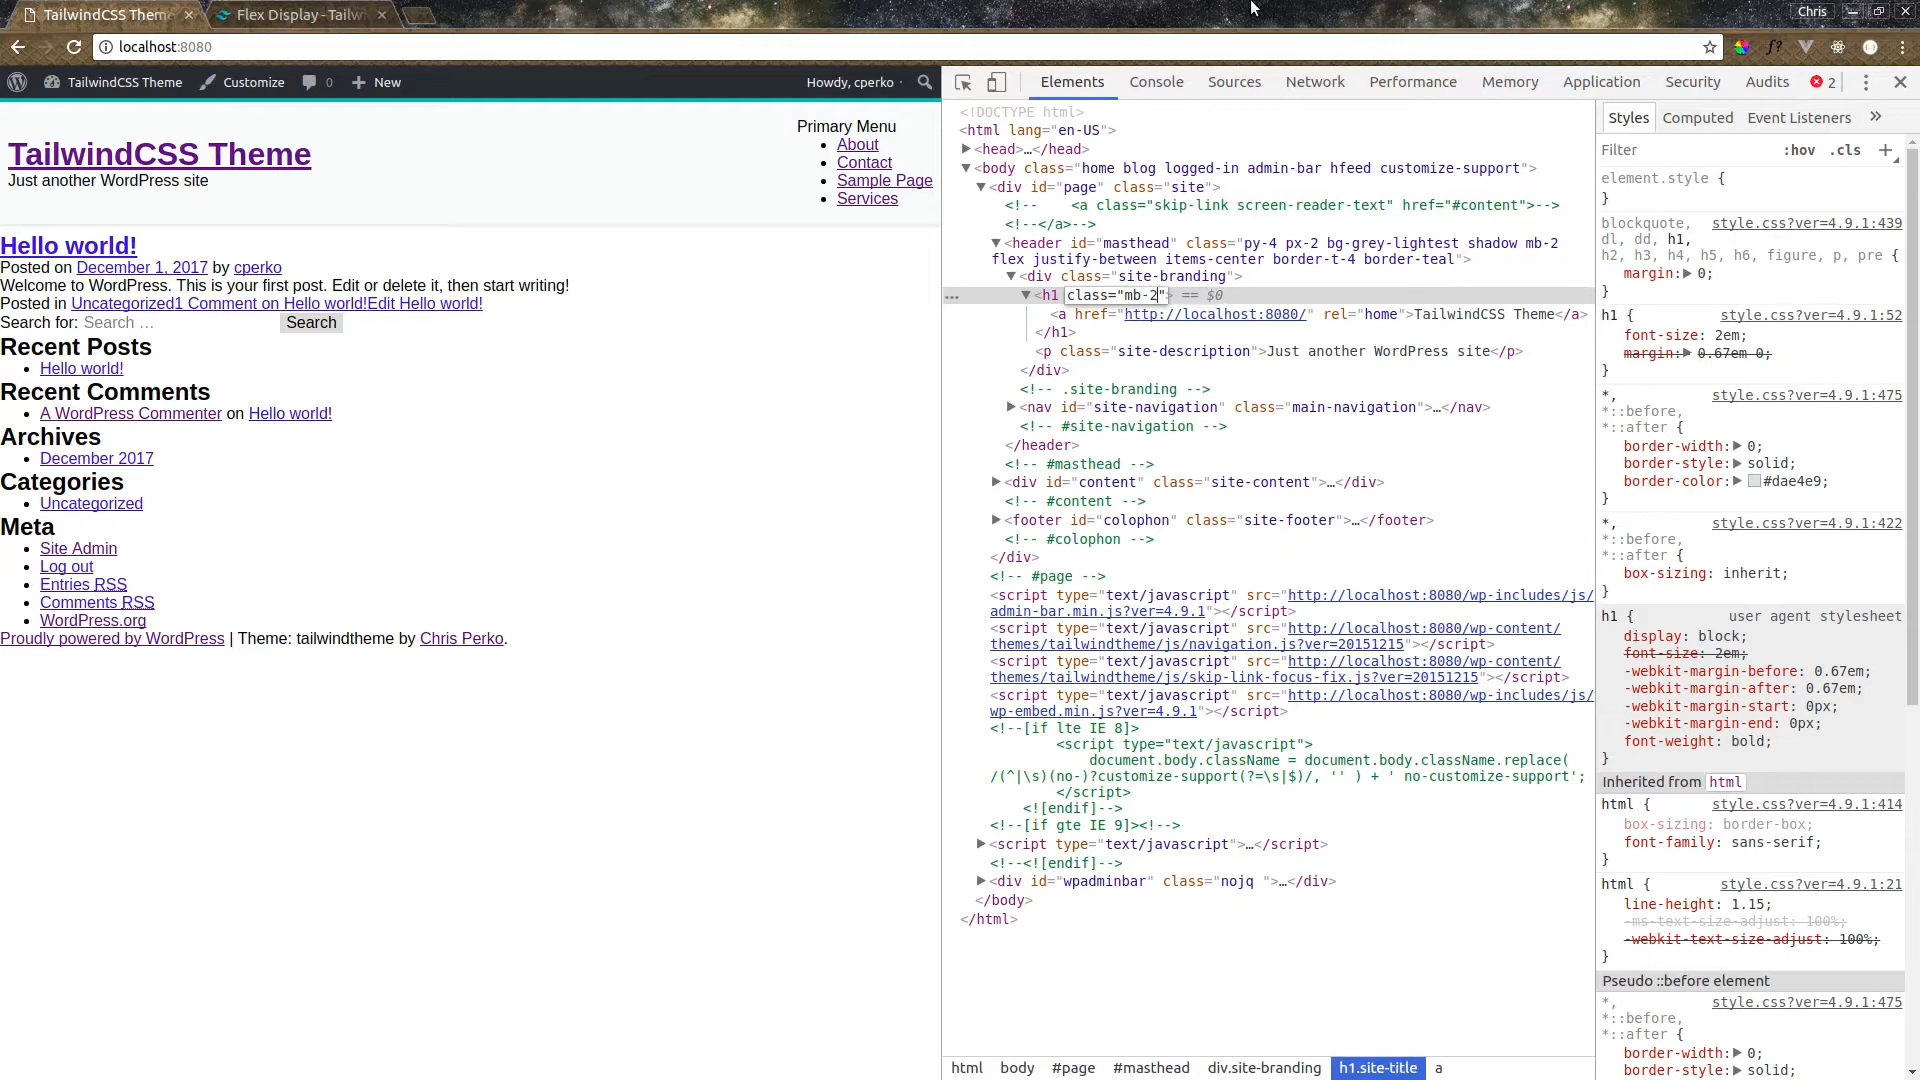 TailwindCSS Theme
Flex Display - Tailw
Chris
localhost:8080
TailwindCSS Theme Customize 0 New Howdy, cperko
TailwindCSS Theme
Just another WordPress site
Primary Menu
About
Contact
Sample Page
Services
Hello world!
Posted on December 1, 2017 by cperko
Welcome to WordPress. This is your first post. Edit or delete it, then start writing!
Posted in Uncategorized1 Comment on Hello world!Edit Hello world!
Search for: Search … Search
Recent Posts
Hello world!
Recent Comments
A WordPress Commenter on Hello world!
Archives
December 2017
Categories
Uncategorized
Meta
Site Admin
Log out
Entries RSS
Comments RSS
WordPress.org
Proudly powered by WordPress | Theme: tailwindtheme by Chris Perko.
Elements Console Sources Network Performance Memory Application Security Audits 2
<!DOCTYPE html>
<html lang="en-US">
<head>…</head>
<body class="home blog logged-in admin-bar hfeed customize-support">
<div id="page" class="site">
<!-- <a class="skip-link screen-reader-text" href="#content">-->
<!--</a>-->
<header id="masthead" class="py-4 px-2 bg-grey-lightest shadow mb-2
flex justify-between items-center border-t-4 border-teal">
<div class="site-branding">
… <h1 class="mb-2"> == $0
<a href="http://localhost:8080/" rel="home">TailwindCSS Theme</a>
</h1>
<p class="site-description">Just another WordPress site</p>
</div>
<!-- .site-branding -->
<nav id="site-navigation" class="main-navigation">…</nav>
<!-- #site-navigation -->
</header>
<!-- #masthead -->
<div id="content" class="site-content">…</div>
<!-- #content -->
<footer id="colophon" class="site-footer">…</footer>
<!-- #colophon -->
</div>
<!-- #page -->
<script type="text/javascript" src="http://localhost:8080/wp-includes/js/
admin-bar.min.js?ver=4.9.1"></script>
<script type="text/javascript" src="http://localhost:8080/wp-content/
themes/tailwindtheme/js/navigation.js?ver=20151215"></script>
<script type="text/javascript" src="http://localhost:8080/wp-content/
themes/tailwindtheme/js/skip-link-focus-fix.js?ver=20151215"></script>
<script type="text/javascript" src="http://localhost:8080/wp-includes/js/
wp-embed.min.js?ver=4.9.1"></script>
<!--[if lte IE 8]>
<script type="text/javascript">
document.body.className = document.body.className.replace(
/(^|\s)(no-)?customize-support(?=\s|$)/, '' ) + ' no-customize-support';
</script>
<![endif]-->
<!--[if gte IE 9]><!-->
<script type="text/javascript">…</script>
<!--<![endif]-->
<div id="wpadminbar" class="nojq ">…</div>
</body>
</html>
html body #page #masthead div.site-branding h1.site-title a
Styles Computed Event Listeners »
Filter :hov .cls +
element.style {
}
blockquote, style.css?ver=4.9.1:439
dl, dd, h1,
h2, h3, h4, h5, h6, figure, p, pre {
margin: 0;
}
h1 { style.css?ver=4.9.1:52
font-size: 2em;
margin: 0.67em 0;
}
*, style.css?ver=4.9.1:475
*::before,
*::after {
border-width: 0;
border-style: solid;
border-color: #dae4e9;
}
*, style.css?ver=4.9.1:422
*::before,
*::after {
box-sizing: inherit;
}
h1 { user agent stylesheet
display: block;
font-size: 2em;
-webkit-margin-before: 0.67em;
-webkit-margin-after: 0.67em;
-webkit-margin-start: 0px;
-webkit-margin-end: 0px;
font-weight: bold;
}
Inherited from html
html { style.css?ver=4.9.1:414
box-sizing: border-box;
font-family: sans-serif;
}
html { style.css?ver=4.9.1:21
line-height: 1.15;
-ms-text-size-adjust: 100%;
-webkit-text-size-adjust: 100%;
}
Pseudo ::before element
*, style.css?ver=4.9.1:475
*::before,
*::after {
border-width: 0;
border-style: solid;